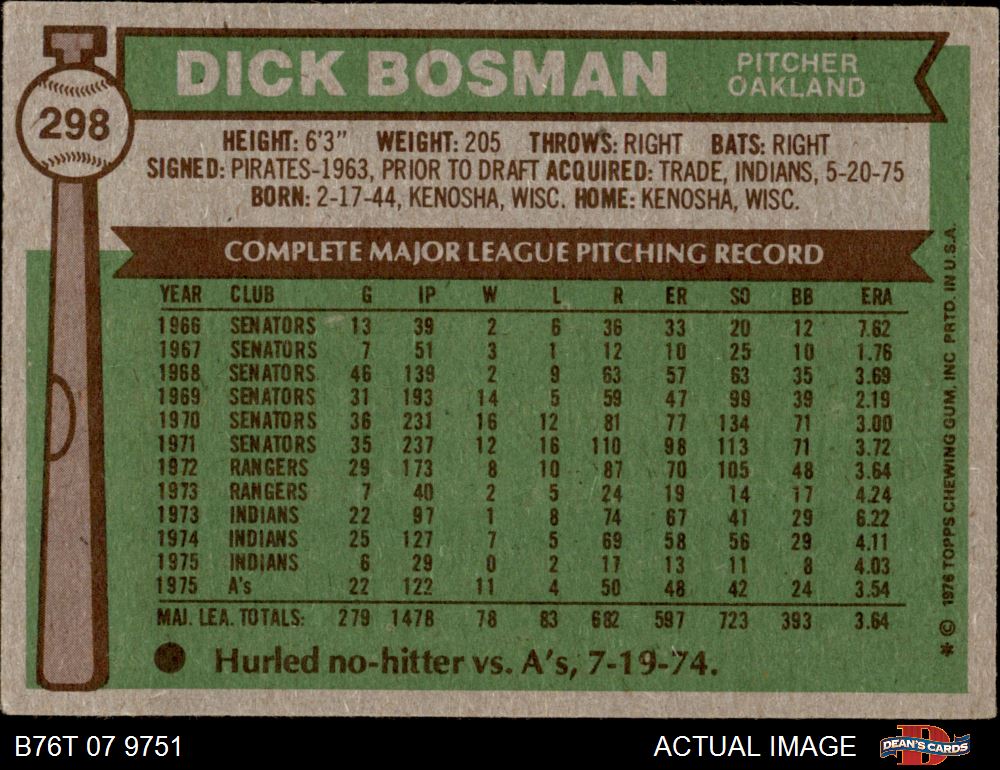 298
DICK BOSMAN
PITCHER
OAKLAND
HEIGHT: 6'3" WEIGHT: 205 THROWS: RIGHT BATS: RIGHT
SIGNED: PIRATES-1963, PRIOR TO DRAFT ACQUIRED: TRADE, INDIANS, 5-20-75
BORN: 2-17-44, KENOSHA, WISC. HOME: KENOSHA, WISC.
COMPLETE MAJOR LEAGUE PITCHING RECORD
YEAR CLUB G IP W L R ER SO BB ERA
1966 SENATORS 13 39 2 6 36 33 20 12 7.62
1967 SENATORS 7 51 3 1 12 10 25 10 1.76
1968 SENATORS 46 139 2 9 63 57 63 35 3.69
1969 SENATORS 31 193 14 5 59 47 99 39 2.19
1970 SENATORS 36 231 16 12 81 77 134 71 3.00
1971 SENATORS 35 237 12 16 110 98 113 71 3.72
1972 RANGERS 29 173 8 10 87 70 105 48 3.64
1973 RANGERS 7 40 2 5 24 19 14 17 4.24
1973 INDIANS 22 97 1 8 74 67 41 29 6.22
1974 INDIANS 25 127 7 5 69 58 56 29 4.11
1975 INDIANS 6 29 0 2 17 13 11 8 4.03
1975 A's 22 122 11 4 50 48 42 24 3.54
MAJ. LEA. TOTALS: 279 1478 78 83 682 597 723 393 3.64
Hurled no-hitter vs. A's, 7-19-74.
* © 1976 TOPPS CHEWING GUM, INC PRTD. IN U.S.A.
B76T 07 9751
ACTUAL IMAGE
DEAN'S CARDS